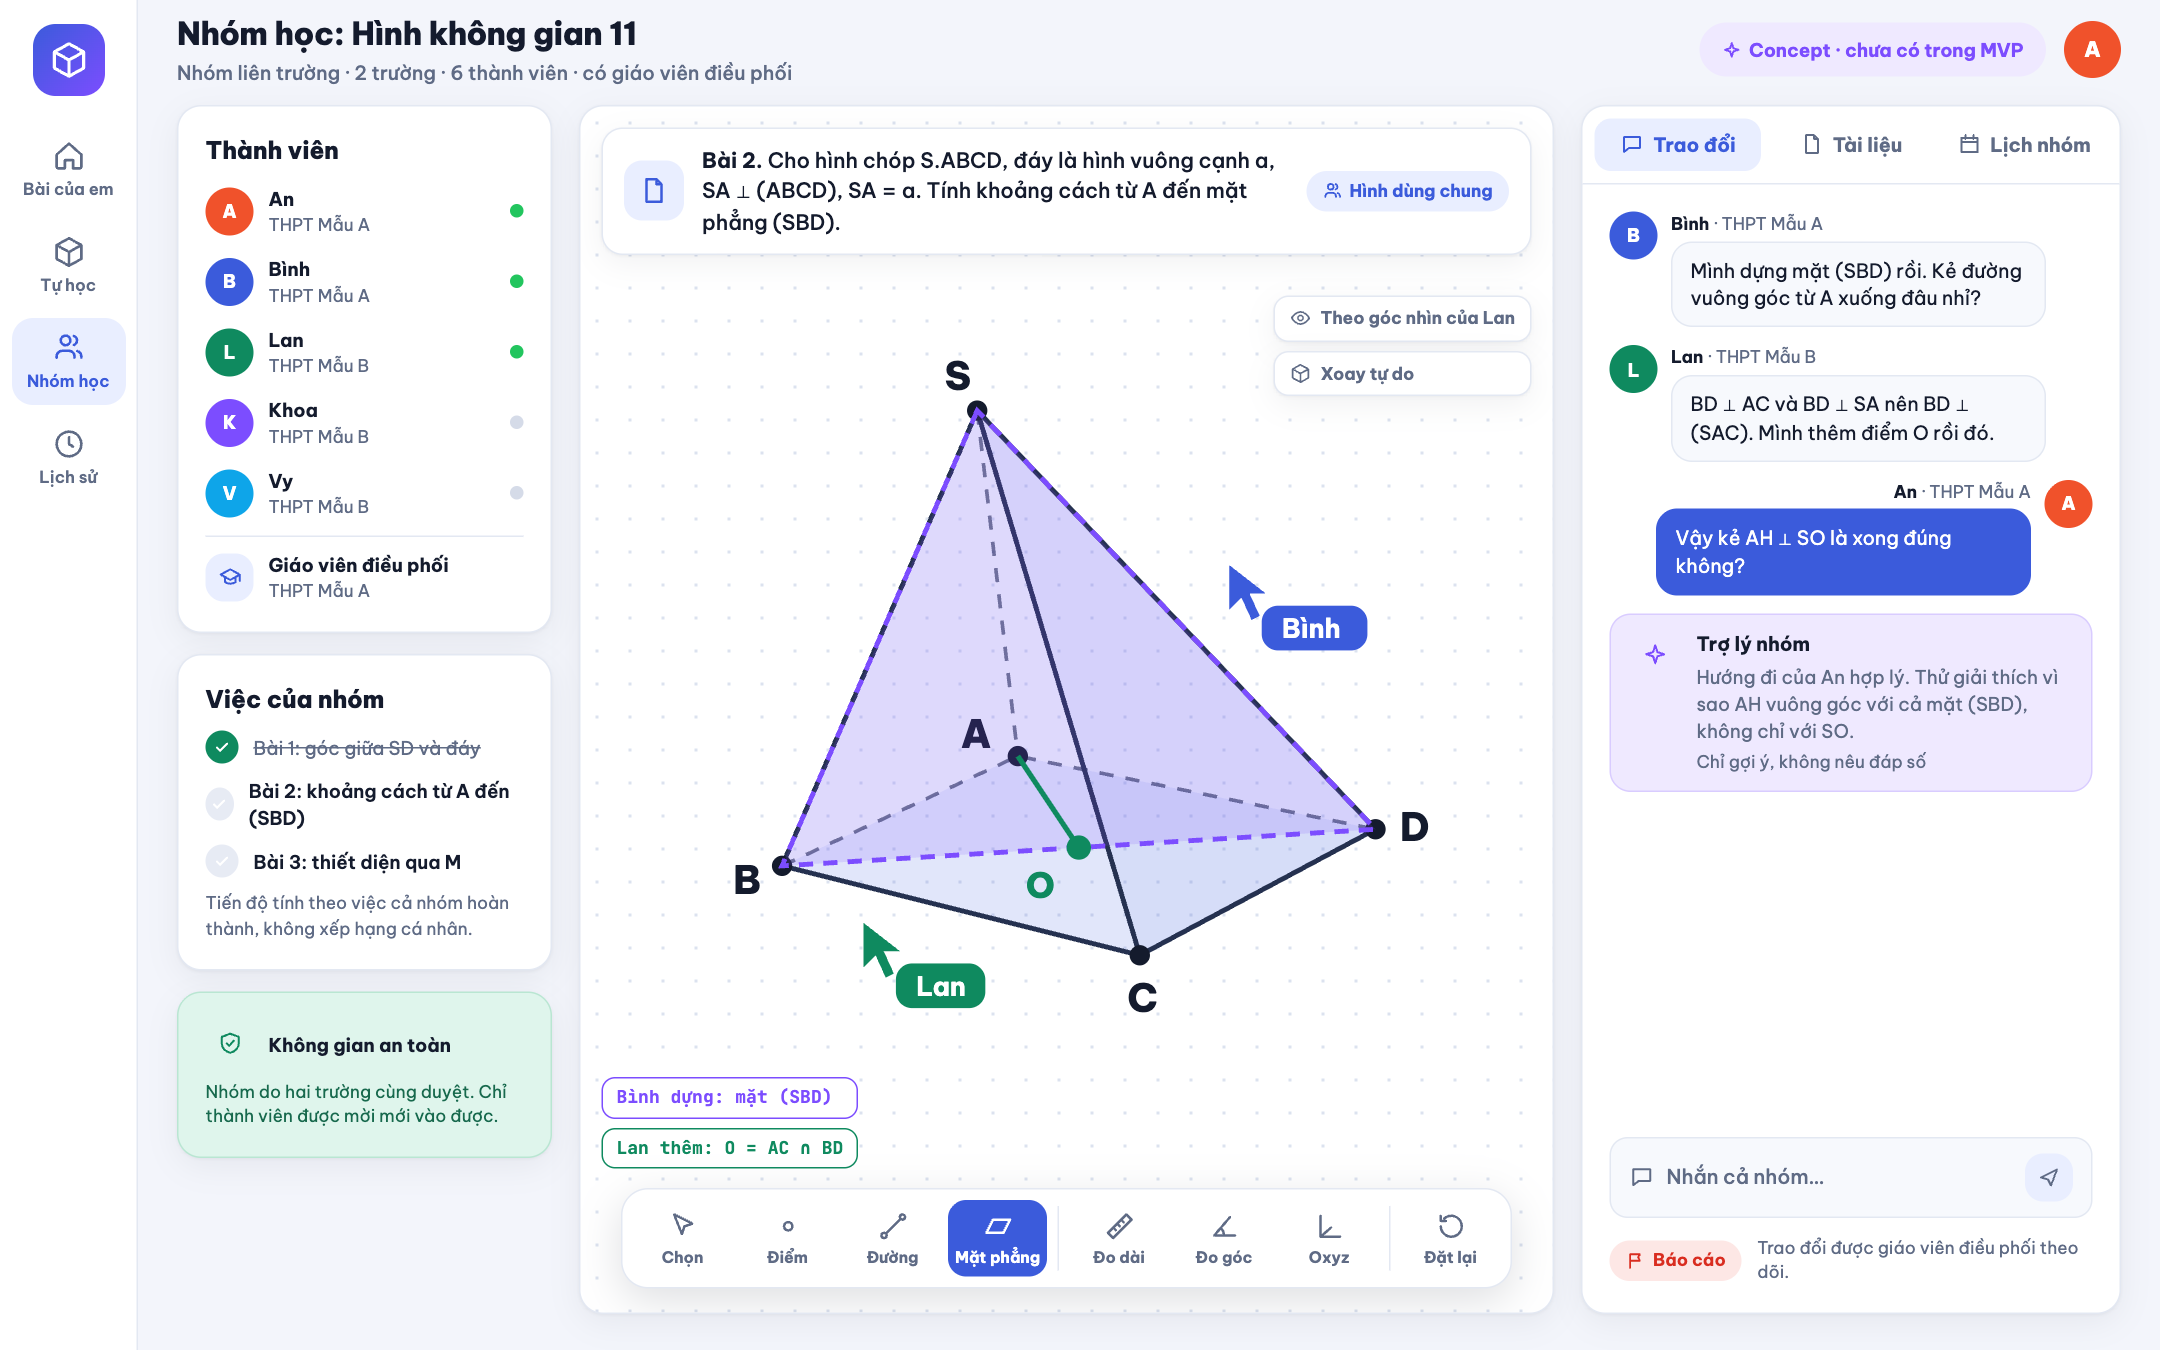 Nhóm học: Hình không gian 11
Nhóm liên trường · 2 trường · 6 thành viên · có giáo viên điều phối
Concept · chưa có trong MVP
A
Bài của em
Tự học
Nhóm học
Lịch sử
Thành viên
A
An
THPT Mẫu A
B
Bình
THPT Mẫu A
L
Lan
THPT Mẫu B
K
Khoa
THPT Mẫu B
V
Vy
THPT Mẫu B
Giáo viên điều phối
THPT Mẫu A
Việc của nhóm
Bài 1: góc giữa SD và đáy
Bài 2: khoảng cách từ A đến
(SBD)
Bài 3: thiết diện qua M
Tiến độ tính theo việc cả nhóm hoàn
thành, không xếp hạng cá nhân.
Không gian an toàn
Nhóm do hai trường cùng duyệt. Chỉ
thành viên được mời mới vào được.
Bài 2. Cho hình chóp S.ABCD, đáy là hình vuông cạnh a,
SA ⊥ (ABCD), SA = a. Tính khoảng cách từ A đến mặt
phẳng (SBD).
Hình dùng chung
Theo góc nhìn của Lan
Xoay tự do
S
A
B
O
D
C
Bình
Lan
Bình dựng: mặt (SBD)
Lan thêm: O = AC ∩ BD
Chọn
Điểm
Đường
Mặt phẳng
Đo dài
Đo góc
Oxyz
Đặt lại
Trao đổi
Tài liệu
Lịch nhóm
B
Bình · THPT Mẫu A
Mình dựng mặt (SBD) rồi. Kẻ đường
vuông góc từ A xuống đâu nhỉ?
L
Lan · THPT Mẫu B
BD ⊥ AC và BD ⊥ SA nên BD ⊥
(SAC). Mình thêm điểm O rồi đó.
An · THPT Mẫu A
A
Vậy kẻ AH ⊥ SO là xong đúng
không?
Trợ lý nhóm
Hướng đi của An hợp lý. Thử giải thích vì
sao AH vuông góc với cả mặt (SBD),
không chỉ với SO.
Chỉ gợi ý, không nêu đáp số
Nhắn cả nhóm...
Báo cáo
Trao đổi được giáo viên điều phối theo
dõi.